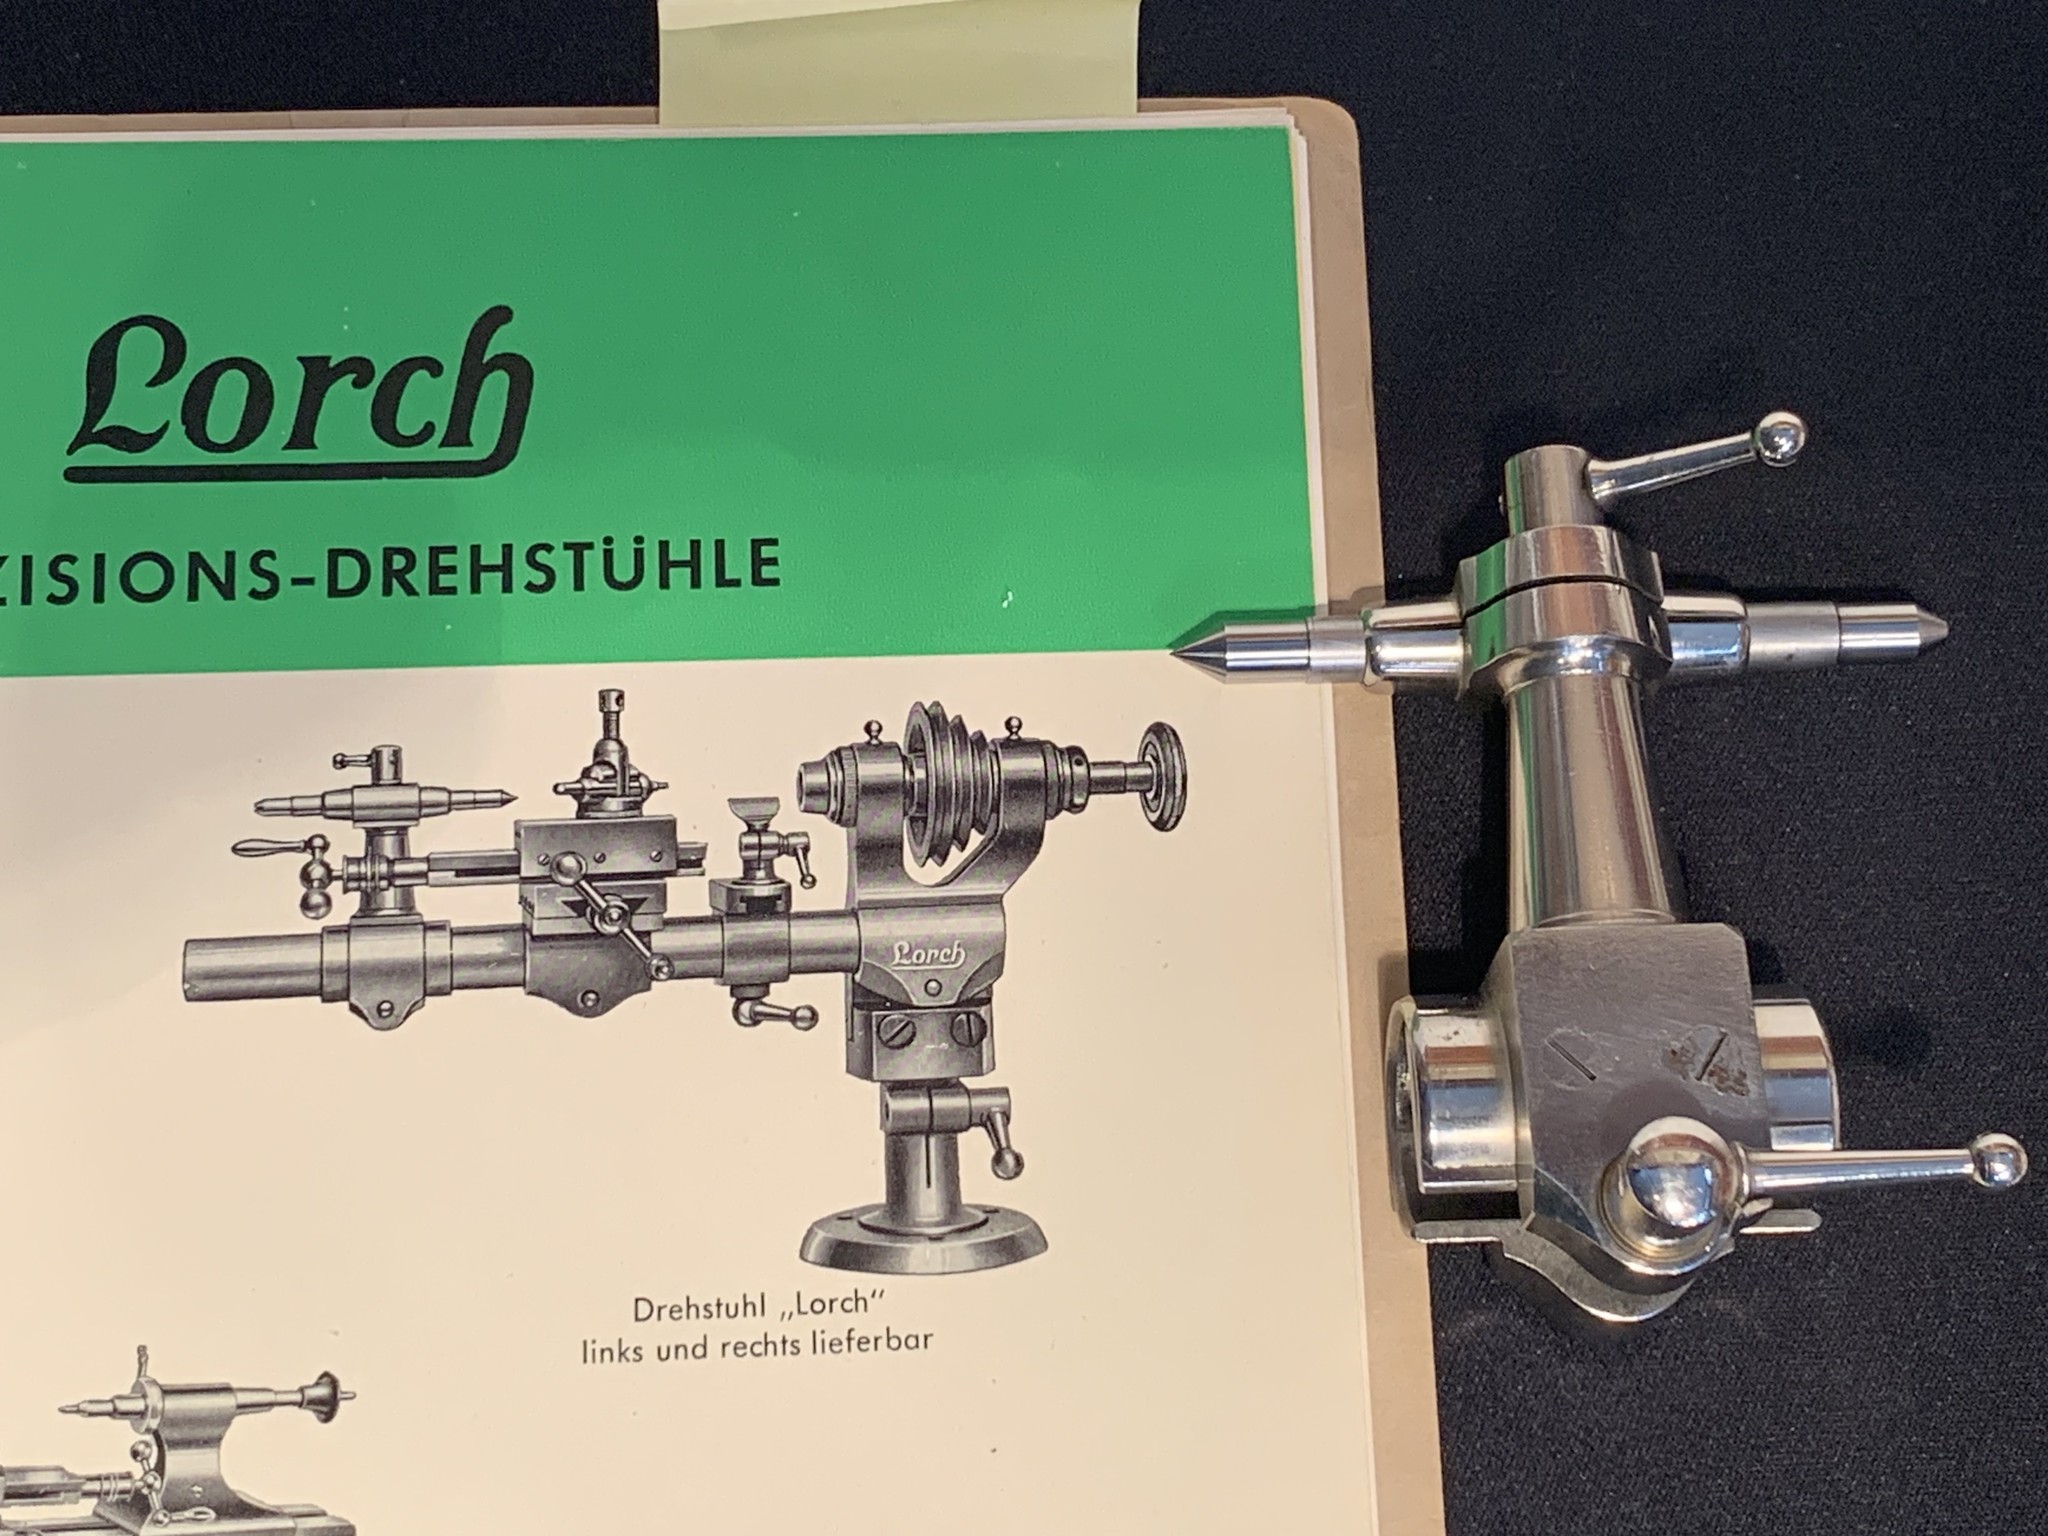 Lorch
ZISIONS-DREHSTÜHLE
Lorch
Drehstuhl „Lorch“
links und rechts lieferbar